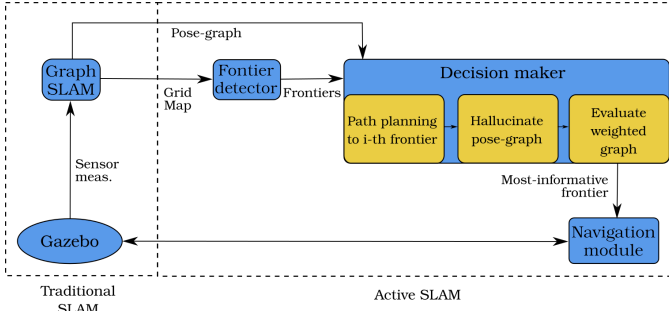 Pose-graph
Graph
SLAM
Grid
Map
Fontier
detector
Frontiers
Decision maker
Path planning
to i-th frontier
Hallucinate
pose-graph
Evaluate
weighted
graph
Sensor
meas.
Most-informative
frontier
Gazebo
Navigation
module
Traditional
SLAM
Active SLAM